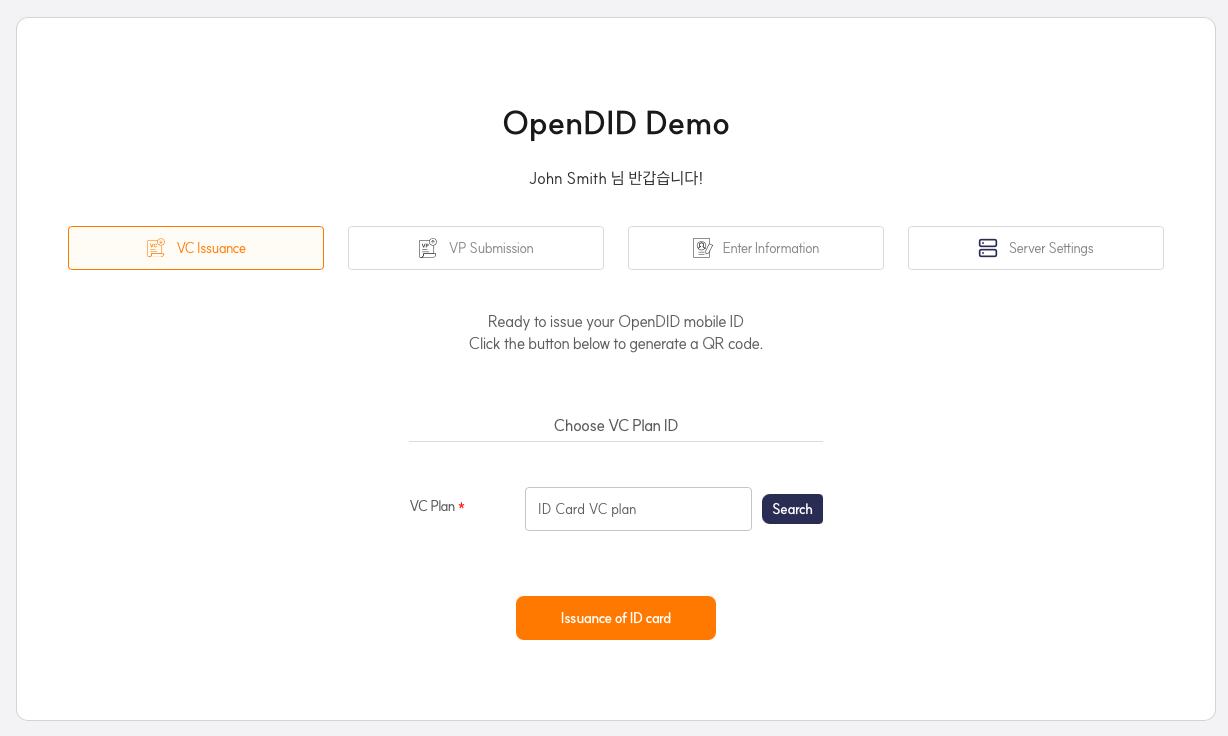 OpenDID Demo
John Smith 님 반갑습니다!
VC Issuance
VP Submission
Enter Information
Server Settings
Ready to issue your OpenDID mobile ID
Click the button below to generate a QR code.
Choose VC Plan ID
VC Plan *
ID Card VC plan
Search
Issuance of ID card